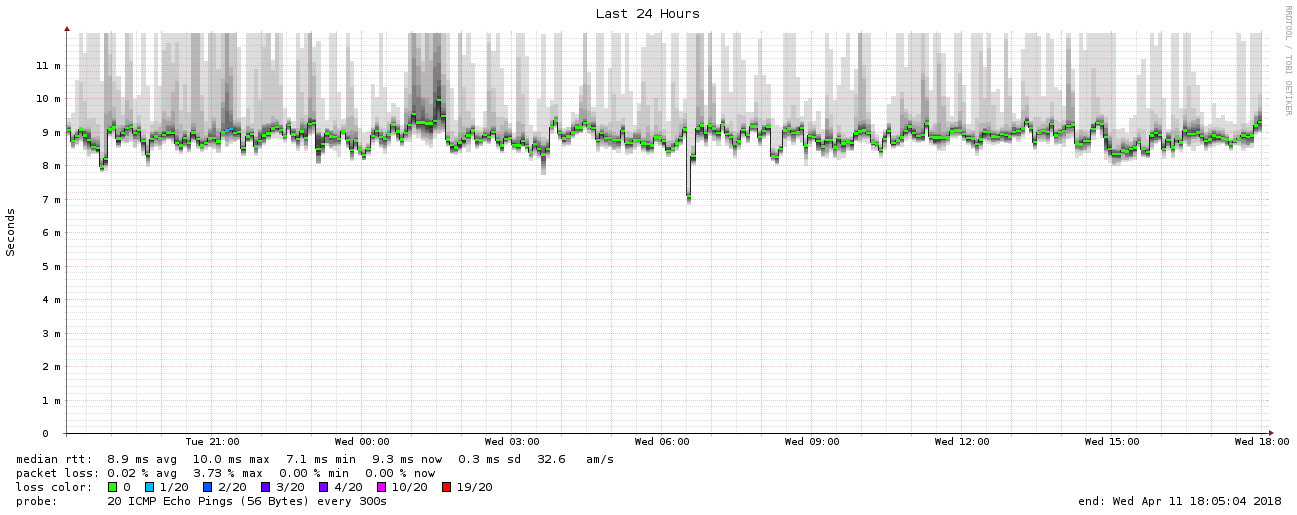 Last 24 Hours
RRDTOOL / TOBI OETIKER
Seconds
11 m
10 m
9 m
8 m
7 m
6 m
5 m
4 m
3 m
2 m
1 m
0
Tue 21:00 Wed 00:00 Wed 03:00 Wed 06:00 Wed 09:00 Wed 12:00 Wed 15:00 Wed 18:00
median rtt: 8.9 ms avg 10.0 ms max 7.1 ms min 9.3 ms now 0.3 ms sd 32.6 am/s
packet loss: 0.02 % avg 3.73 % max 0.00 % min 0.00 % now
loss color: 0 1/20 2/20 3/20 4/20 10/20 19/20
probe: 20 ICMP Echo Pings (56 Bytes) every 300s end: Wed Apr 11 18:05:04 2018